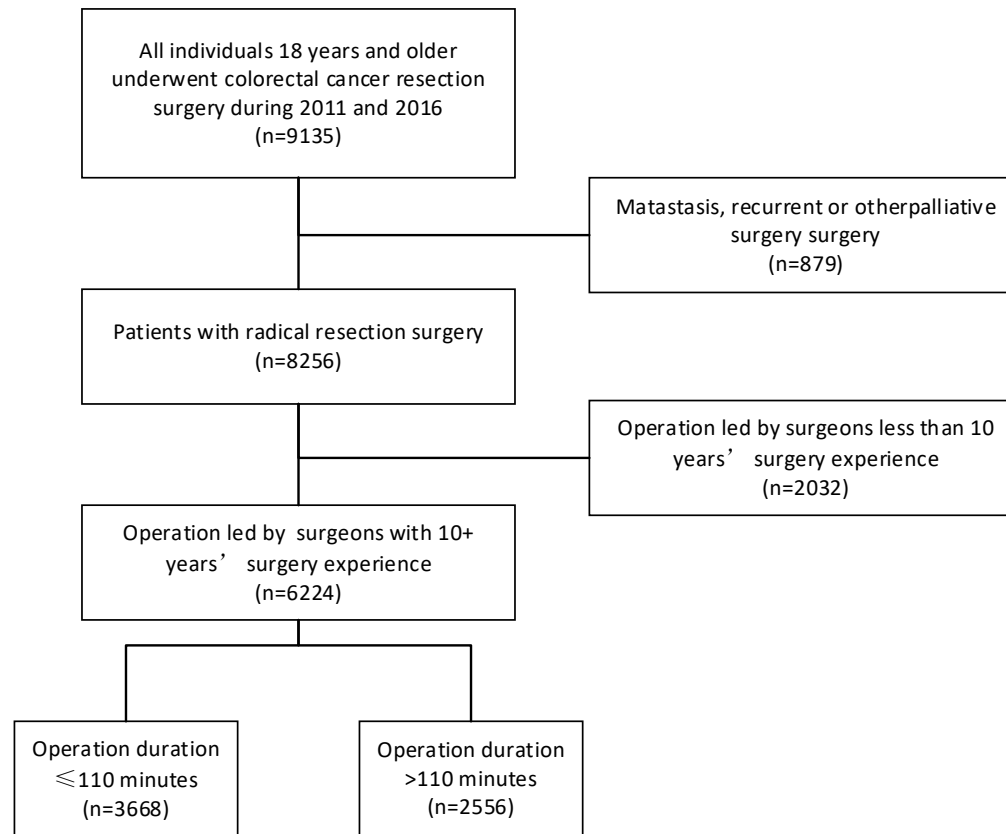 All individuals 18 years and older
underwent colorectal cancer resection
surgery during 2011 and 2016
(n=9135)
Matastasis, recurrent or otherpalliative
surgery surgery
(n=879)
Patients with radical resection surgery
(n=8256)
Operation led by surgeons less than 10
years’ surgery experience
(n=2032)
Operation led by surgeons with 10+
years’ surgery experience
(n=6224)
Operation duration
≤110 minutes
(n=3668)
Operation duration
>110 minutes
(n=2556)